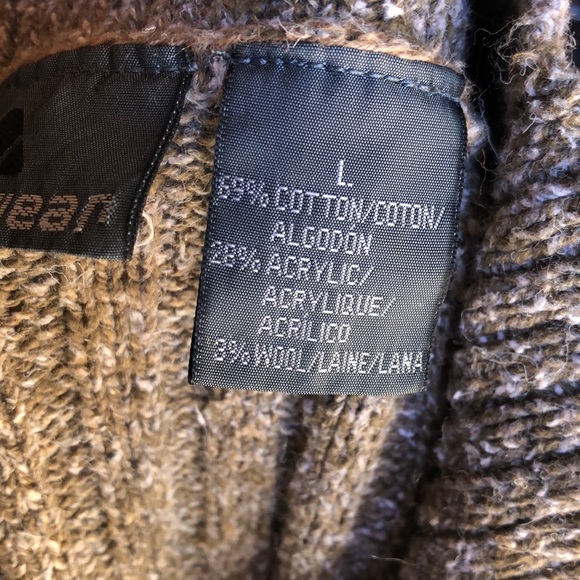 L
69% COTTON/COTON/
ALGODON
28% ACRYLIC/
ACRYLIQUE/
ACRILICO
3% WOOL/LAINE/LANA